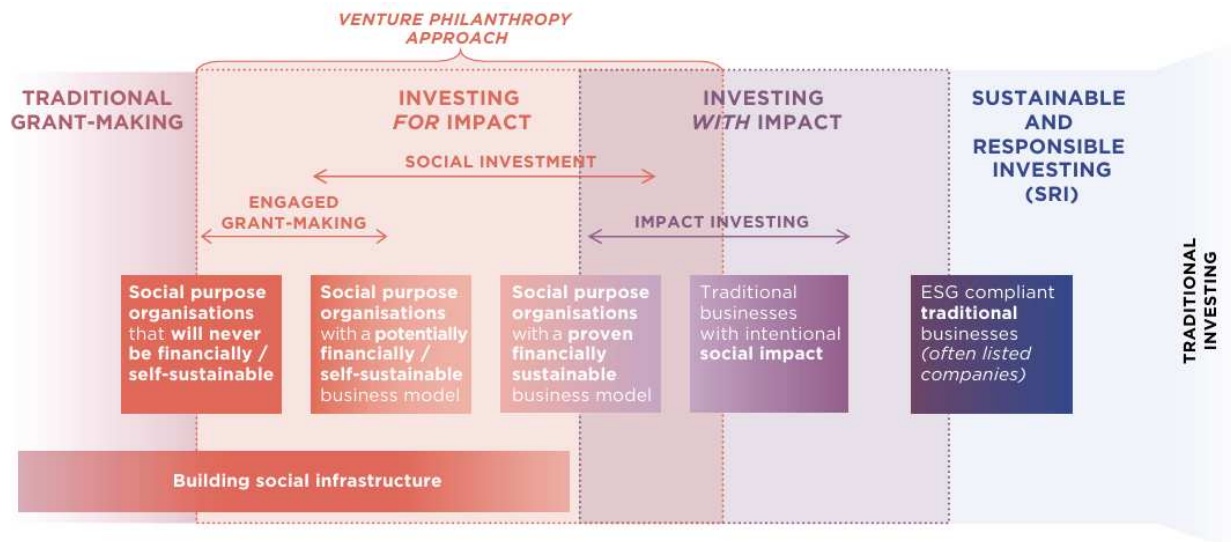 VENTURE PHILANTHROPY
APPROACH
TRADITIONAL
GRANT-MAKING
INVESTING
FOR IMPACT
INVESTING
WITH IMPACT
SUSTAINABLE
AND
RESPONSIBLE
INVESTING
(SRI)
SOCIAL INVESTMENT
ENGAGED
GRANT-MAKING
IMPACT INVESTING
Social purpose
organisations
that will never
be financially /
self-sustainable
Social purpose
organisations
with a potentially
financially /
self-sustainable
business model
Social purpose
organisations
with a proven
financially
sustainable
business model
Traditional
businesses
with intentional
social impact
ESG compliant
traditional
businesses
(often listed
companies)
TRADITIONAL
INVESTING
Building social infrastructure